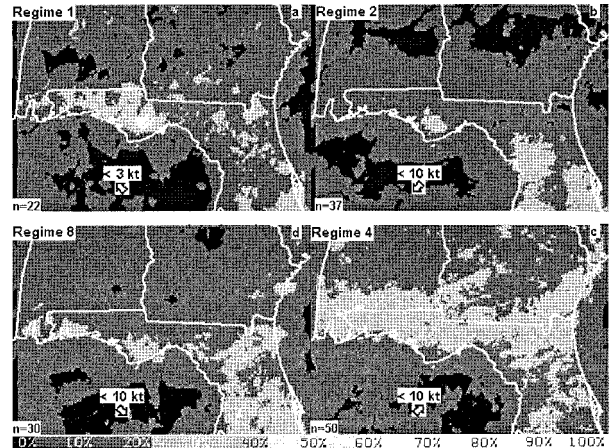 Regime 1
a
< 3 kt
n=22
Regime 2
b
< 10 kt
n=37
Regime 8
d
< 10 kt
n=30
Regime 4
c
< 10 kt
n=50
0% 10% 20% 30% 40% 50% 60% 70% 80% 90% 100%